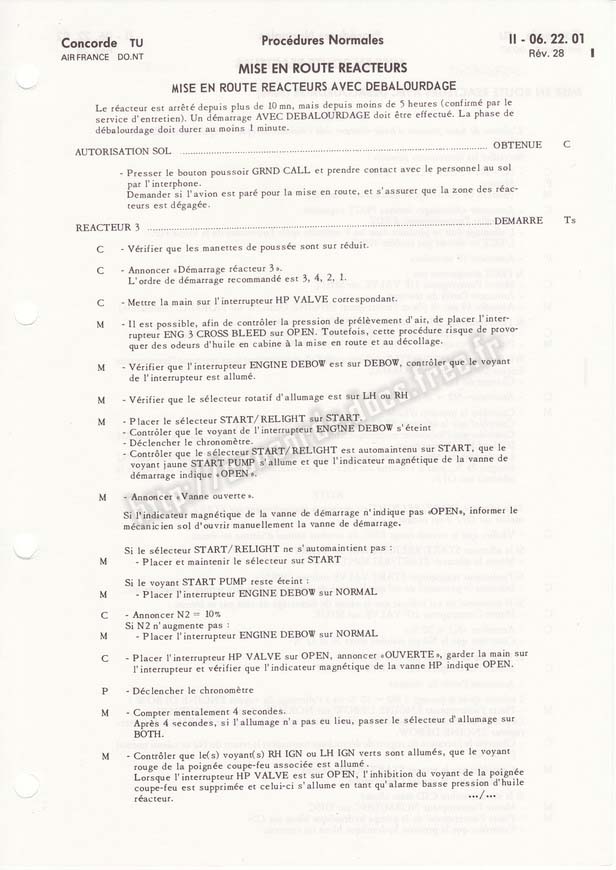 Concorde TU
AIR FRANCE DO.NT
Procédures Normales
II - 06. 22. 01
Rév. 28 I
MISE EN ROUTE REACTEURS
MISE EN ROUTE REACTEURS AVEC DEBALOURDAGE
Le réacteur est arrêté depuis plus de 10 mn, mais depuis moins de 5 heures (confirmé par le
service d'entretien). Un démarrage AVEC DEBALOURDAGE doit être effectué. La phase de
débalourdage doit durer au moins 1 minute.
AUTORISATION SOL ........ OBTENUE C
- Presser le bouton poussoir GRND CALL et prendre contact avec le personnel au sol
par l'interphone.
Demander si l'avion est paré pour la mise en route, et s'assurer que la zone des réac-
teurs est dégagée.
REACTEUR 3 ........ DEMARRE Ts
C - Vérifier que les manettes de poussée sont sur réduit.
C - Annoncer «Démarrage réacteur 3».
L'ordre de démarrage recommandé est 3, 4, 2, 1.
C - Mettre la main sur l'interrupteur HP VALVE correspondant.
M - Il est possible, afin de contrôler la pression de prélèvement d'air, de placer l'inter-
rupteur ENG 3 CROSS BLEED sur OPEN. Toutefois, cette procédure risque de provo-
quer des odeurs d'huile en cabine à la mise en route et au décollage.
M - Vérifier que l'interrupteur ENGINE DEBOW est sur DEBOW, contrôler que le voyant
de l'interrupteur est allumé.
M - Vérifier que le sélecteur rotatif d'allumage est sur LH ou RH
M - Placer le sélecteur START/RELIGHT sur START.
- Contrôler que le voyant de l'interrupteur ENGINE DEBOW s'éteint
- Déclencher le chronomètre.
- Contrôler que le sélecteur START/RELIGHT est automaintenu sur START, que le
voyant jaune START PUMP s'allume et que l'indicateur magnétique de la vanne de
démarrage indique «OPEN».
M - Annoncer «Vanne ouverte».
Si l'indicateur magnétique de la vanne de démarrage n'indique pas «OPEN», informer le
mécanicien sol d'ouvrir manuellement la vanne de démarrage.
Si le sélecteur START/RELIGHT ne s'automaintient pas :
M - Placer et maintenir le sélecteur sur START
Si le voyant START PUMP reste éteint :
M - Placer l'interrupteur ENGINE DEBOW sur NORMAL
C - Annoncer N2 = 10%
Si N2 n'augmente pas :
M - Placer l'interrupteur ENGINE DEBOW sur NORMAL
C - Placer l'interrupteur HP VALVE sur OPEN, annoncer «OUVERTE», garder la main sur
l'interrupteur et vérifier que l'indicateur magnétique de la vanne HP indique OPEN.
P - Déclencher le chronomètre
M - Compter mentalement 4 secondes.
Après 4 secondes, si l'allumage n'a pas eu lieu, passer le sélecteur d'allumage sur
BOTH.
M - Contrôler que le(s) voyant(s) RH IGN ou LH IGN verts sont allumés, que le voyant
rouge de la poignée coupe-feu associée est allumé.
Lorsque l'interrupteur HP VALVE est sur OPEN, l'inhibition du voyant de la poignée
coupe-feu est supprimée et celui-ci s'allume en tant qu'alarme basse pression d'huile
réacteur.
.../...